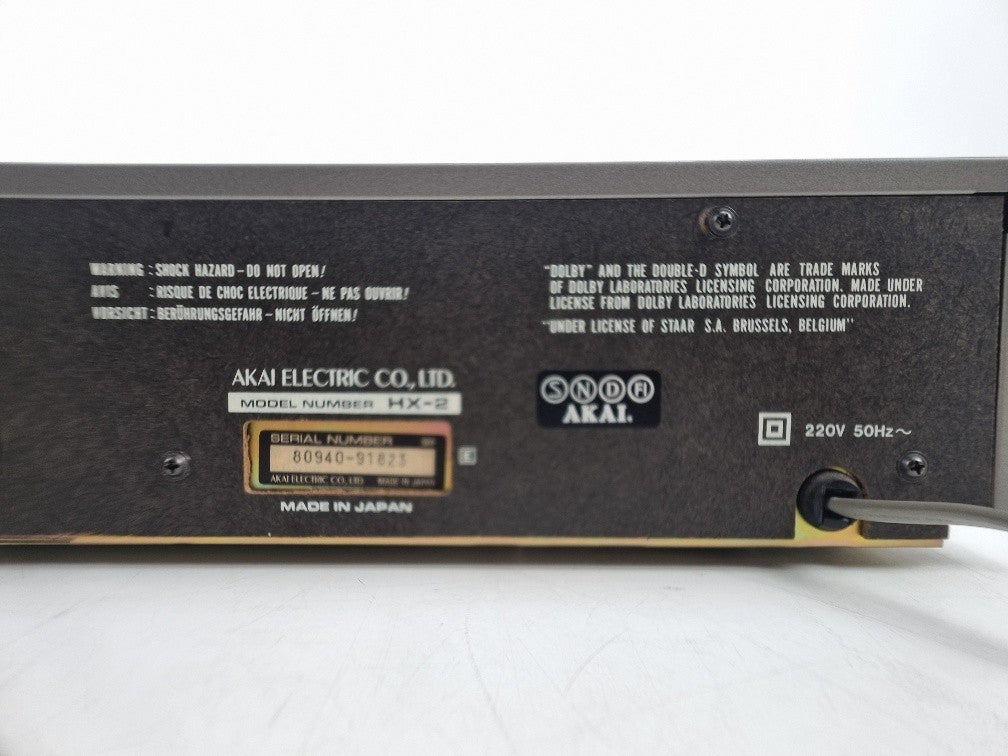 WARNING : SHOCK HAZARD – DO NOT OPEN!
AVIS : RISQUE DE CHOC ELECTRIQUE – NE PAS OUVRIR!
VORSICHT : BERÜHRUNGSGEFAHR – NICHT ÖFFNEN!
"DOLBY" AND THE DOUBLE-D SYMBOL ARE TRADE MARKS
OF DOLBY LABORATORIES LICENSING CORPORATION. MADE UNDER
LICENSE FROM DOLBY LABORATORIES LICENSING CORPORATION.
"UNDER LICENSE OF STAAR S.A. BRUSSELS, BELGIUM"
AKAI ELECTRIC CO., LTD.
MODEL NUMBER HX-2
SERIAL NUMBER
80940-91823
AKAI ELECTRIC CO., LTD. MADE IN JAPAN
E
MADE IN JAPAN
S N D FI
AKAI.
220V 50Hz~